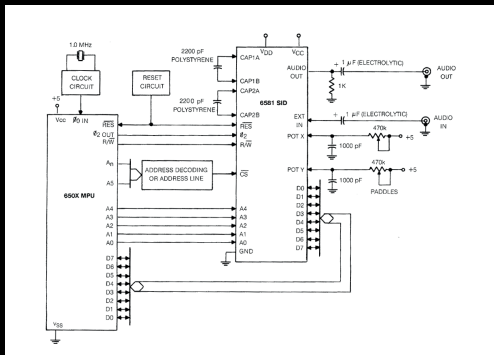 1.0 MHz
CLOCK
CIRCUIT
+5
Vcc
Ø0 IN
RES
Ø2 OUT
R/W
650X MPU
An
A5
A4
A3
A2
A1
A0
D7
D6
D5
D4
D3
D2
D1
D0
VSS
RESET
CIRCUIT
2200 pF
POLYSTYRENE
2200 pF
POLYSTYRENE
ADDRESS DECODING
OR ADDRESS LINE
VDD
VCC
CAP1A
CAP1B
CAP2A
CAP2B
RES
Ø2
R/W
CS
A4
A3
A2
A1
A0
GND
6581 SID
AUDIO
OUT
EXT
IN
POT X
POT Y
D0
D1
D2
D3
D4
D5
D6
D7
+ 1 µF (ELECTROLYTIC)
1K
AUDIO
OUT
+ 1 µF (ELECTROLYTIC)
AUDIO
IN
470k
+5
1000 pF
470k
+5
1000 pF
PADDLES